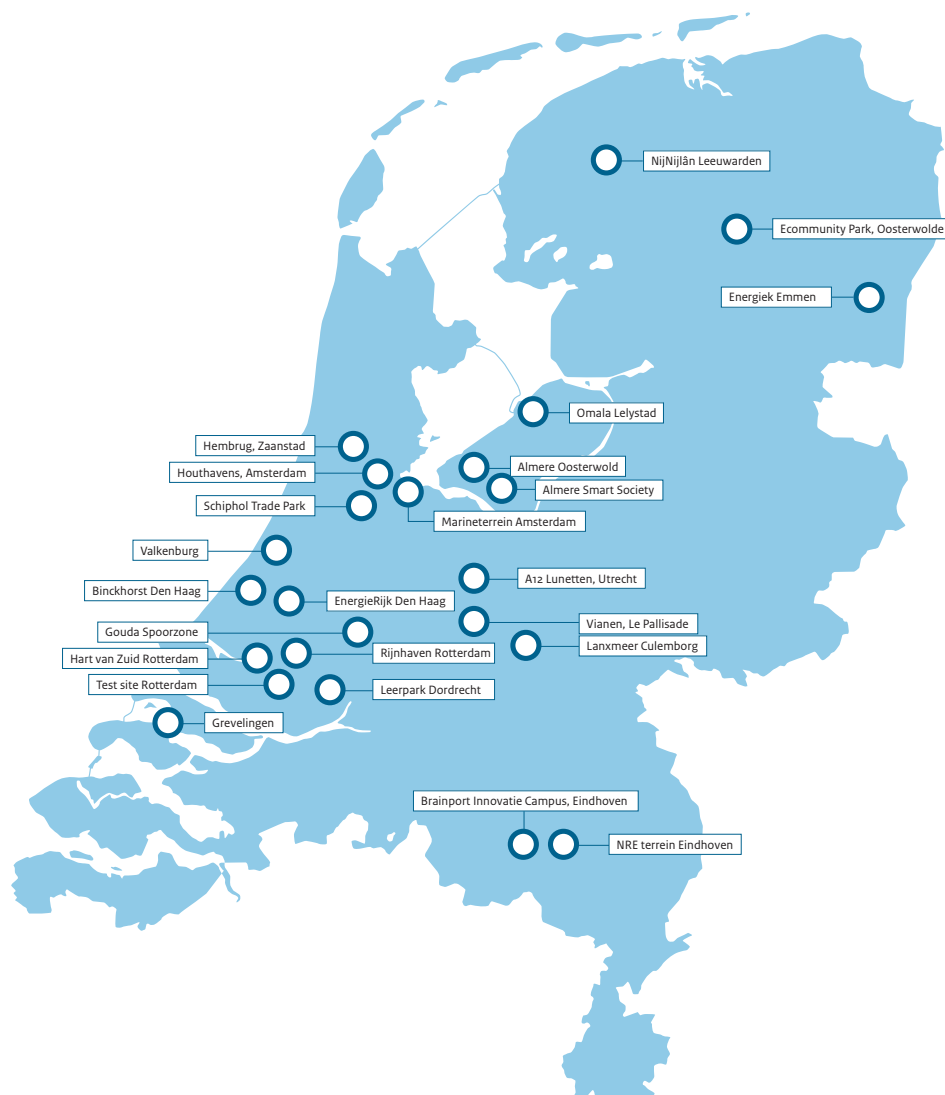 NijNijlân Leeuwarden
Ecommunity Park, Oosterwolde
Energiek Emmen
Omala Lelystad
Hembrug, Zaanstad
Almere Oosterwold
Houthavens, Amsterdam
Almere Smart Society
Schiphol Trade Park
Marineterrein Amsterdam
Valkenburg
A12 Lunetten, Utrecht
Binckhorst Den Haag
EnergieRijk Den Haag
Vianen, Le Pallisade
Gouda Spoorzone
Lanxmeer Culemborg
Rijnhaven Rotterdam
Hart van Zuid Rotterdam
Test site Rotterdam
Leerpark Dordrecht
Grevelingen
Brainport Innovatie Campus, Eindhoven
NRE terrein Eindhoven